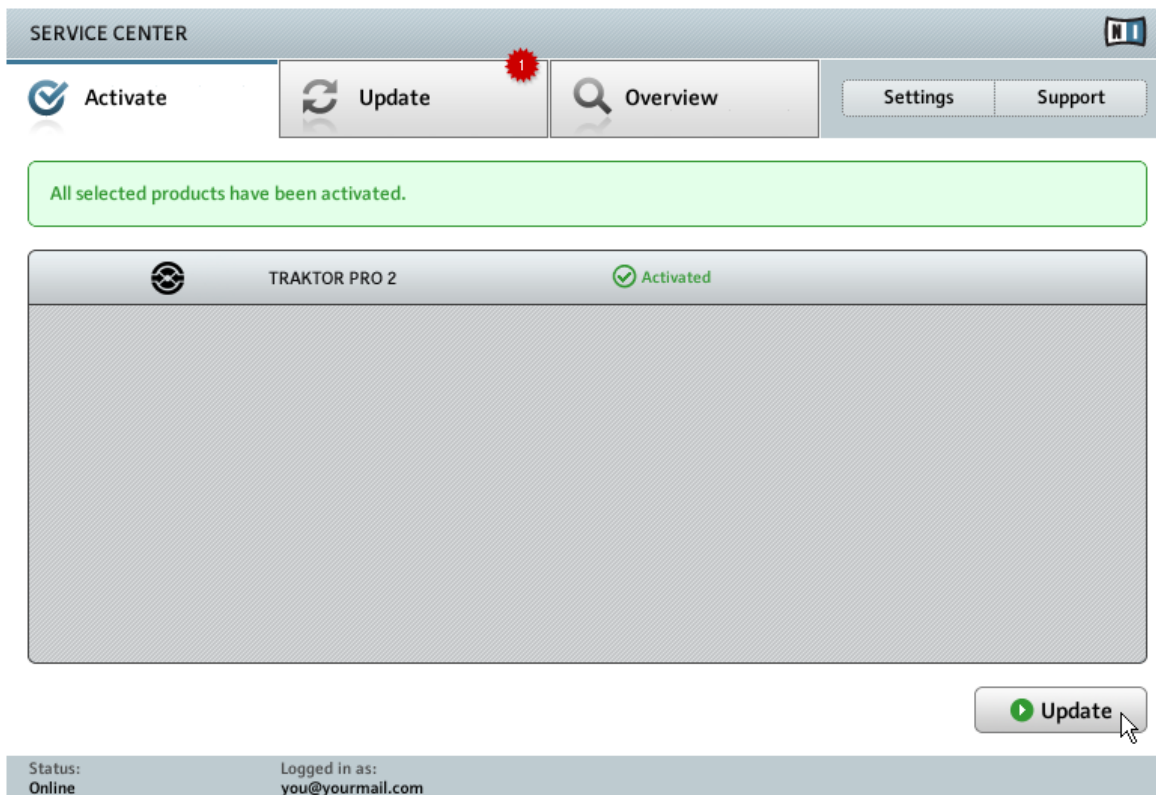 SERVICE CENTER
NI
Activate
Update
1
Overview
Settings
Support
All selected products have been activated.
TRAKTOR PRO 2
Activated
Update
Status:
Logged in as:
Online
you@yourmail.com